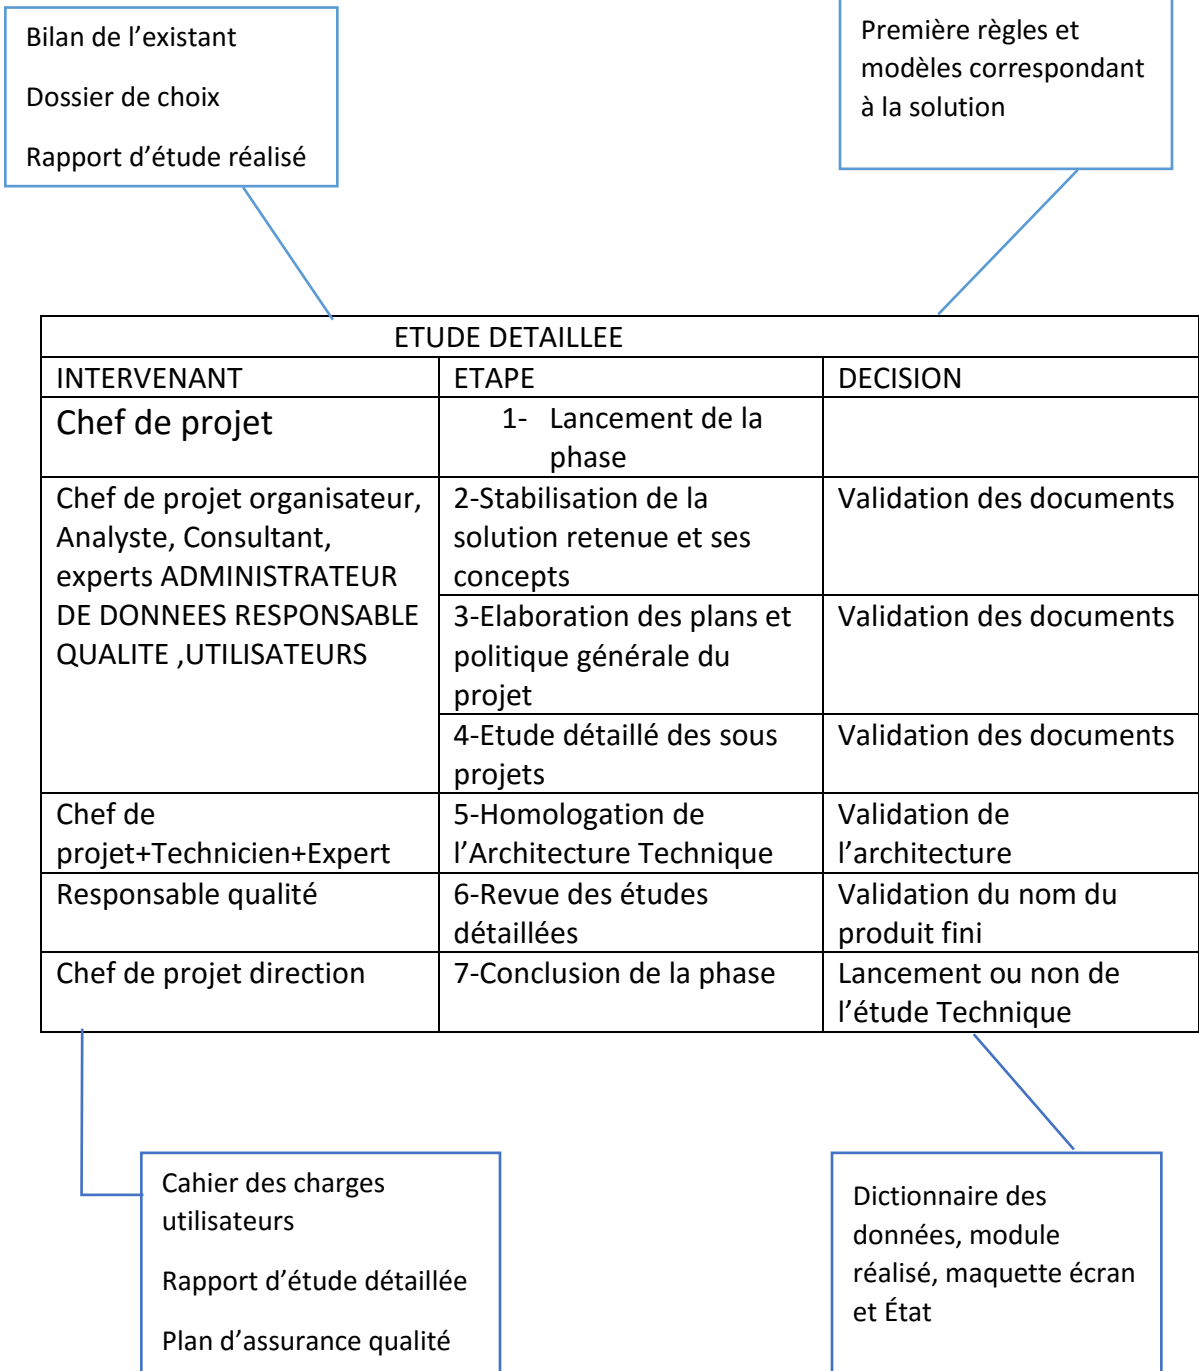 Bilan de l’existant
Dossier de choix
Rapport d’étude réalisé
Première règles et
modèles correspondant
à la solution
ETUDE DETAILLEE
INTERVENANT
ETAPE
DECISION
Chef de projet
1- Lancement de la
phase
Chef de projet organisateur,
Analyste, Consultant,
experts ADMINISTRATEUR
DE DONNEES RESPONSABLE
QUALITE ,UTILISATEURS
2-Stabilisation de la
solution retenue et ses
concepts
Validation des documents
3-Elaboration des plans et
politique générale du
projet
Validation des documents
4-Etude détaillé des sous
projets
Validation des documents
Chef de
projet+Technicien+Expert
5-Homologation de
l’Architecture Technique
Validation de
l’architecture
Responsable qualité
6-Revue des études
détaillées
Validation du nom du
produit fini
Chef de projet direction
7-Conclusion de la phase
Lancement ou non de
l’étude Technique
Cahier des charges
utilisateurs
Rapport d’étude détaillée
Plan d’assurance qualité
Dictionnaire des
données, module
réalisé, maquette écran
et État